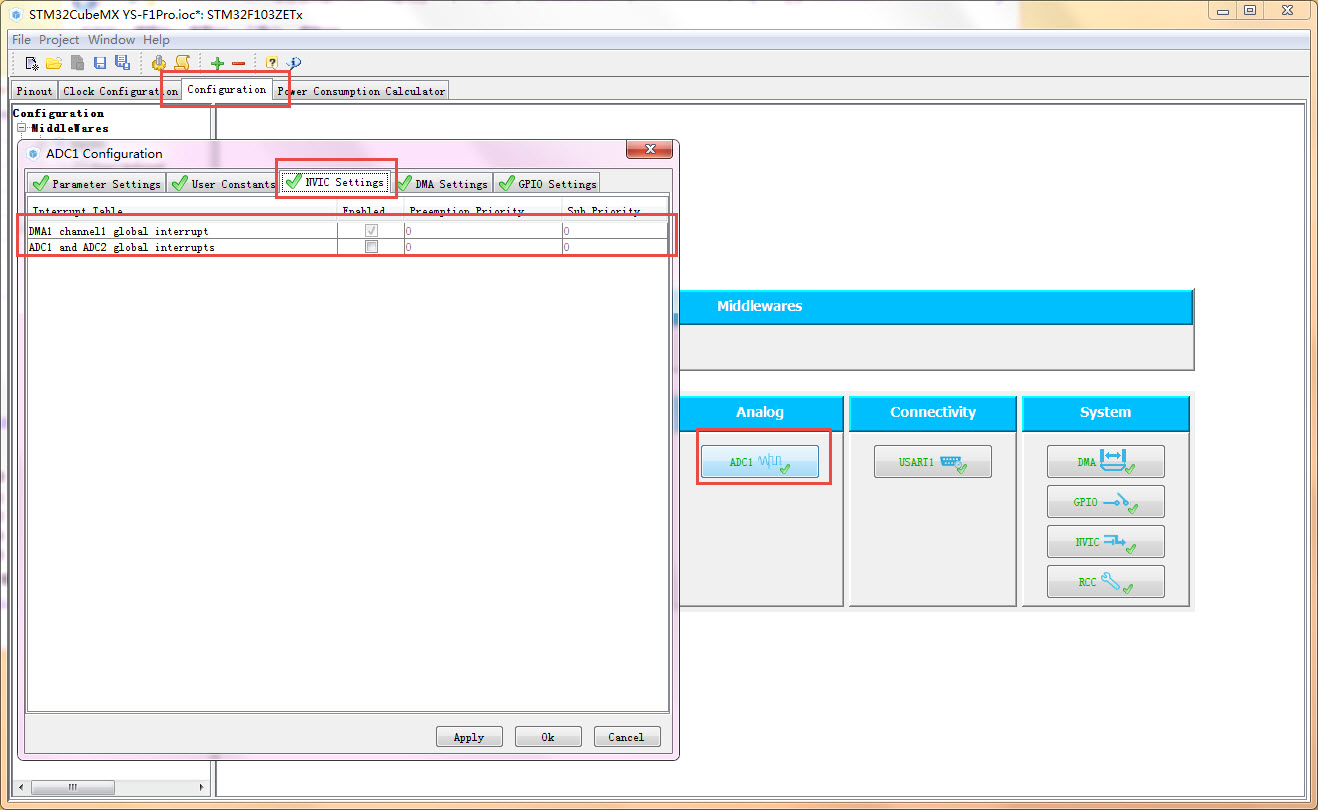 STM32CubeMX YS-F1Pro.ioc*: STM32F103ZETx
File Project Window Help
Pinout Clock Configuration Configuration Power Consumption Calculator
Configuration
MiddleWares
ADC1 Configuration
Parameter Settings User Constants NVIC Settings DMA Settings GPIO Settings
Interrupt Table Enabled Preemption Priority Sub Priority
DMA1 channel1 global interrupt 0 0
ADC1 and ADC2 global interrupts 0 0
Middlewares
Analog Connectivity System
ADC1 USART1 DMA
GPIO
NVIC
RCC
Apply Ok Cancel